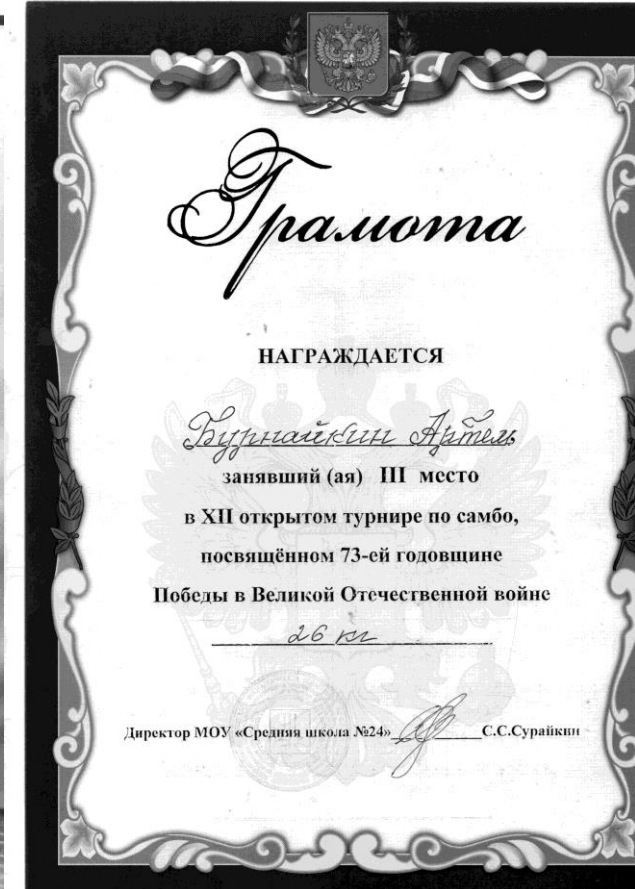 Грамота
НАГРАЖДАЕТСЯ
Бурнайкин Артем,
занявший (ая) III место
в XII открытом турнире по самбо,
посвящённом 73-ей годовщине
Победы в Великой Отечественной войне
26 кг
Директор МОУ «Средняя школа №24» С.С.Сурайкин